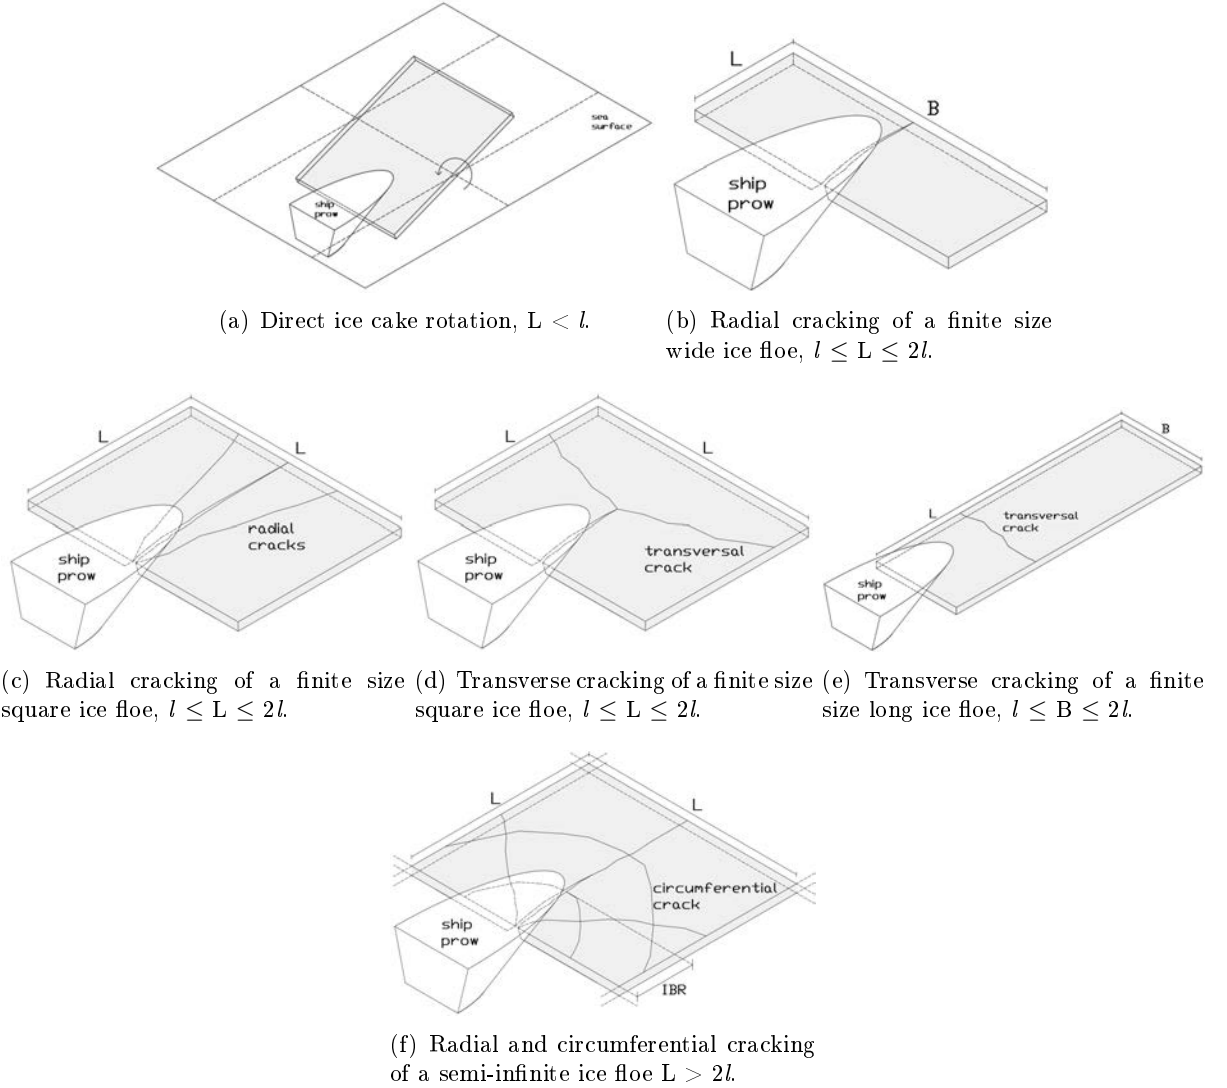 sea
surface
ship
prow
(a) Direct ice cake rotation, L < l.
L
B
ship
prow
(b) Radial cracking of a finite size
wide ice floe, l ≤ L ≤ 2l.
L
L
radial
cracks
ship
prow
(c) Radial cracking of a finite size
square ice floe, l ≤ L ≤ 2l.
L
L
transversal
crack
ship
prow
(d) Transverse cracking of a finite size
square ice floe, l ≤ L ≤ 2l.
B
L
transversal
crack
ship
prow
(e) Transverse cracking of a finite
size long ice floe, l ≤ B ≤ 2l.
L
L
circumferential
crack
ship
prow
IBR
(f) Radial and circumferential cracking
of a semi-infinite ice floe L > 2l.